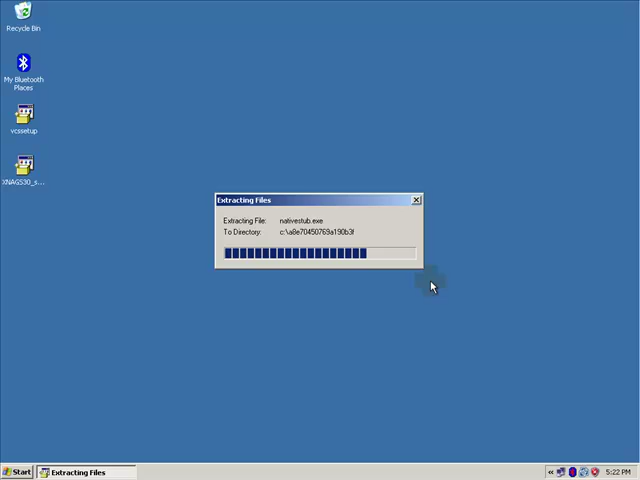 Recycle Bin
My Bluetooth
Places
vcssetup
XNAGS30_s...
Extracting Files
Extracting File: nativestub.exe
To Directory: c:\a8e70450769a190b3f
Start
Extracting Files
«
5:22 PM